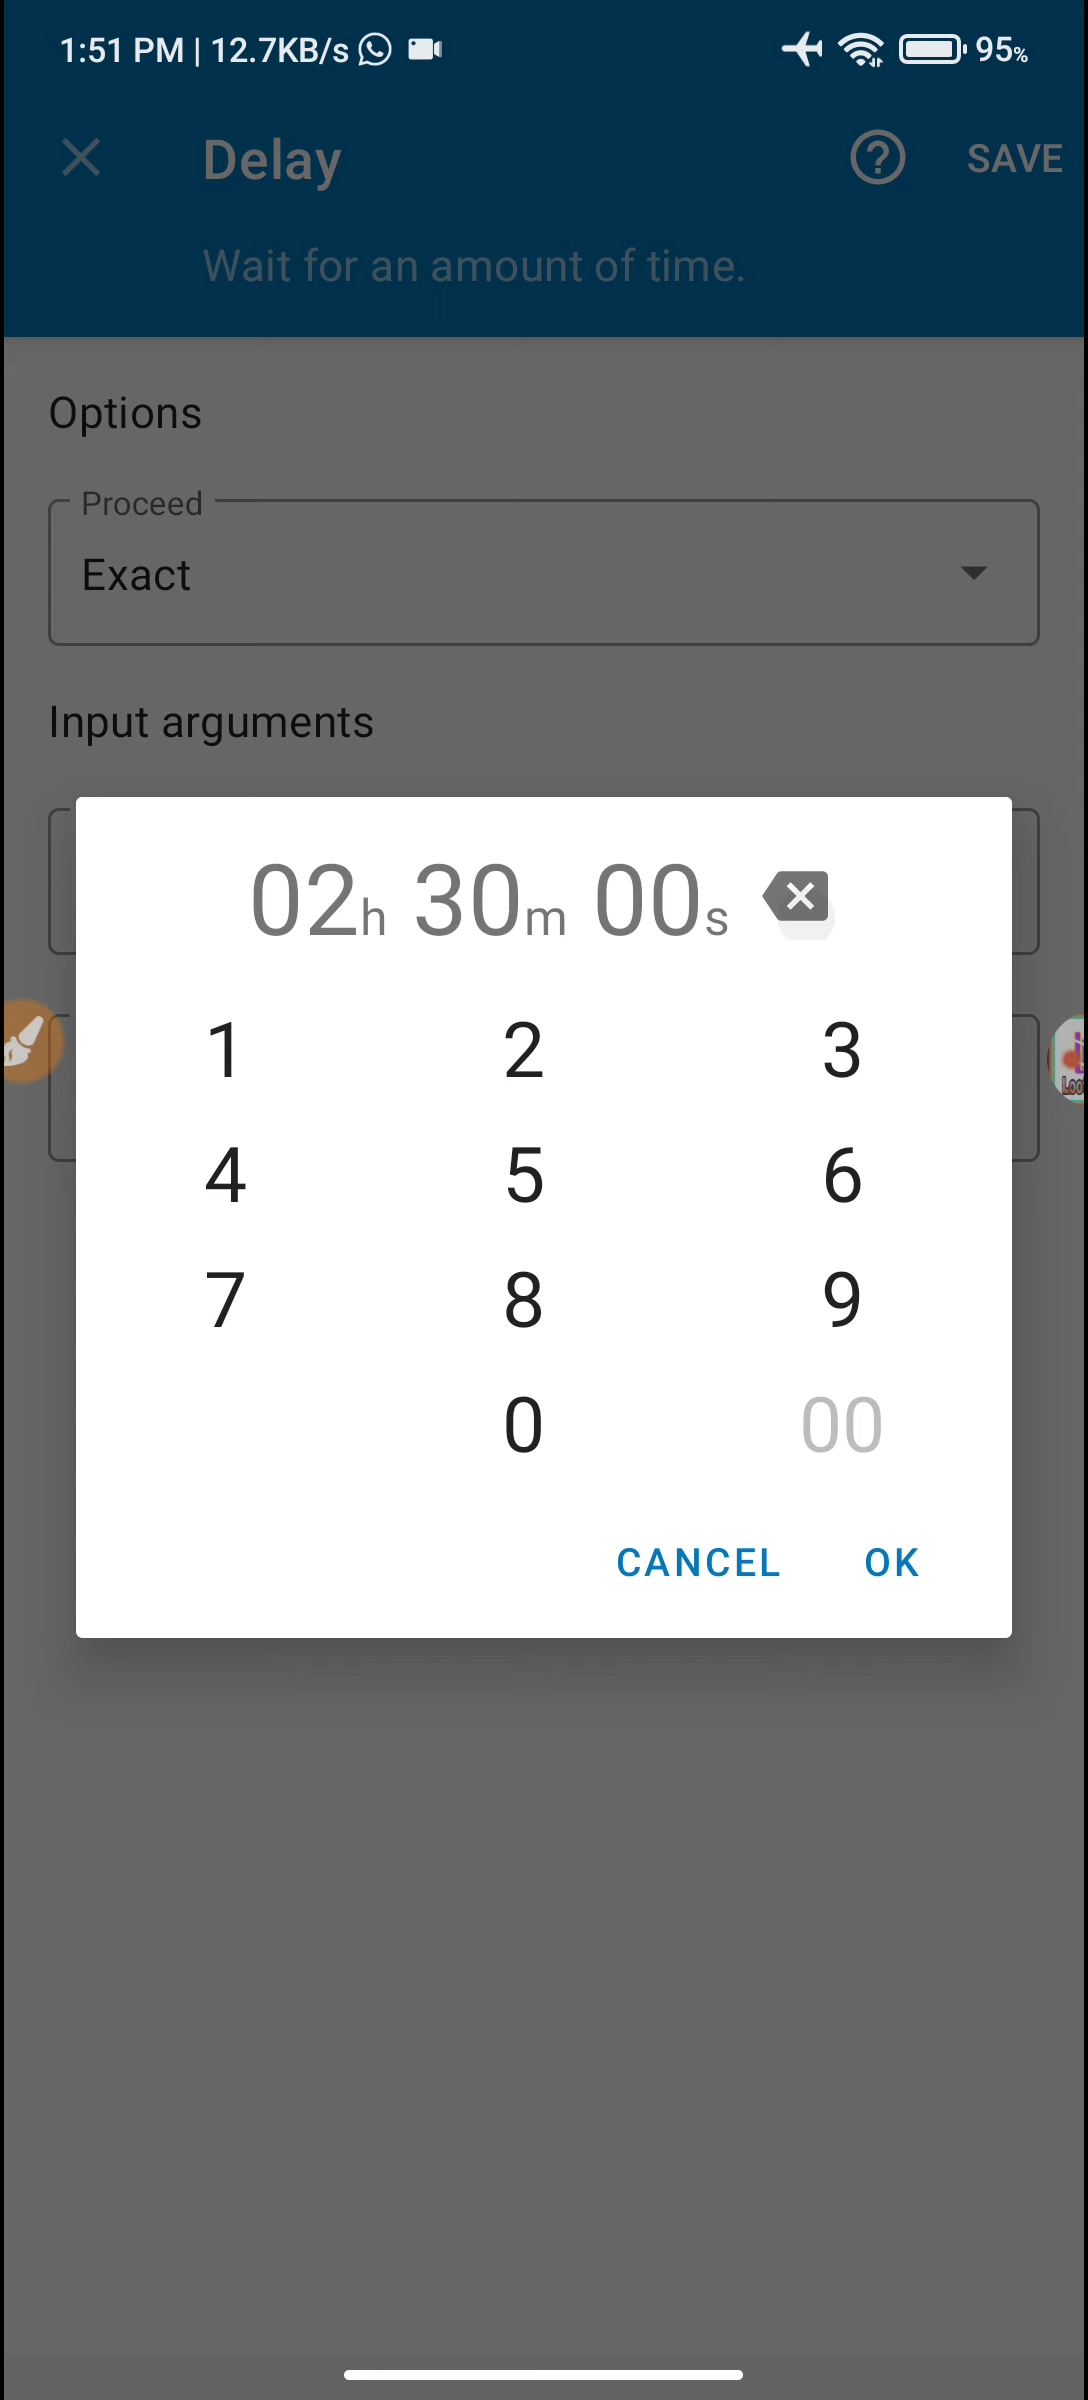 1:51 PM | 12.7KB/s 95%
Delay SAVE
Wait for an amount of time.
Options
Proceed
Exact
Input arguments
02h 30m 00s
1 2 3
4 5 6
7 8 9
0 00
CANCEL OK